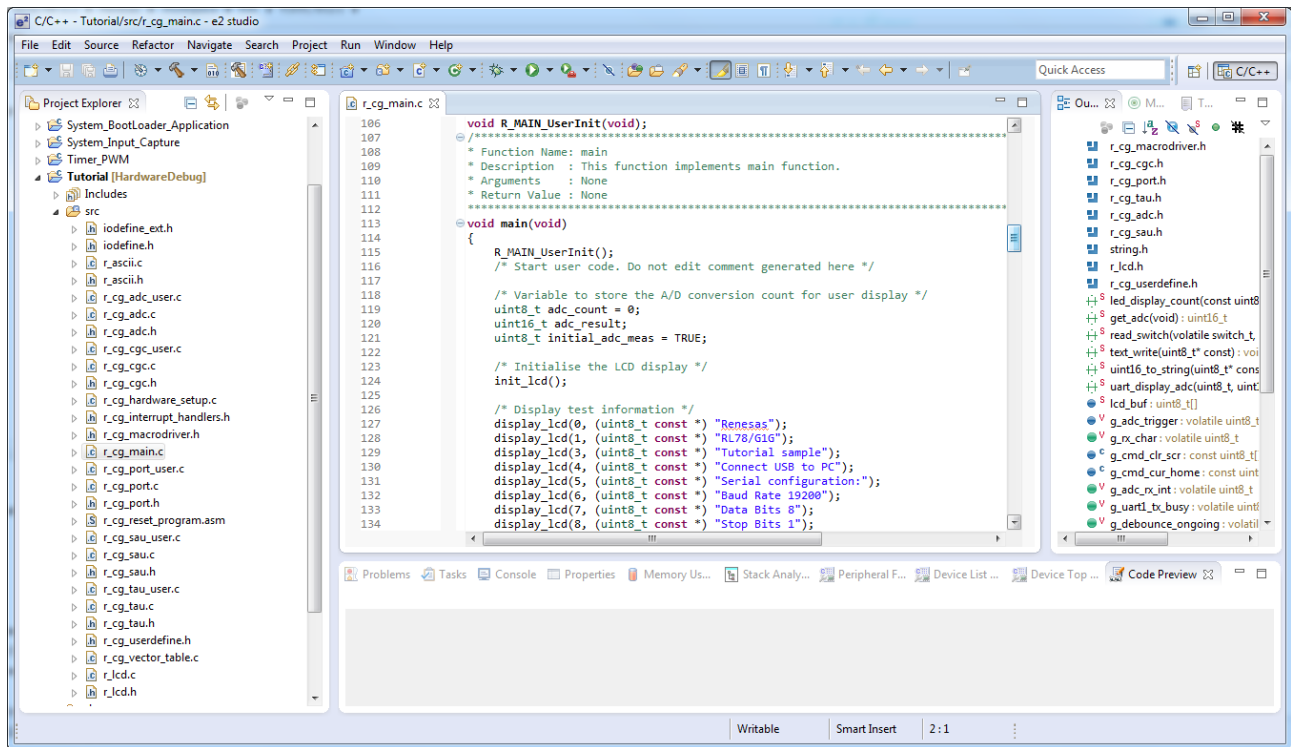 C/C++ - Tutorial/src/r_cg_main.c - e2 studio
File Edit Source Refactor Navigate Search Project Run Window Help
Quick Access
C/C++
Project Explorer
System_BootLoader_Application
System_Input_Capture
Timer_PWM
Tutorial [HardwareDebug]
Includes
src
iodefine_ext.h
iodefine.h
r_ascii.c
r_ascii.h
r_cg_adc_user.c
r_cg_adc.c
r_cg_adc.h
r_cg_cgc_user.c
r_cg_cgc.c
r_cg_cgc.h
r_cg_hardware_setup.c
r_cg_interrupt_handlers.h
r_cg_macrodriver.h
r_cg_main.c
r_cg_port_user.c
r_cg_port.c
r_cg_port.h
r_cg_reset_program.asm
r_cg_sau_user.c
r_cg_sau.c
r_cg_sau.h
r_cg_tau_user.c
r_cg_tau.c
r_cg_tau.h
r_cg_userdefine.h
r_cg_vector_table.c
r_lcd.c
r_lcd.h
r_cg_main.c
106 void R_MAIN_UserInit(void);
107 /***********************************************************************
108 * Function Name: main
109 * Description  : This function implements main function.
110 * Arguments    : None
111 * Return Value : None
112 ***********************************************************************
113 void main(void)
114 {
115     R_MAIN_UserInit();
116     /* Start user code. Do not edit comment generated here */
117
118     /* Variable to store the A/D conversion count for user display */
119     uint8_t adc_count = 0;
120     uint16_t adc_result;
121     uint8_t initial_adc_meas = TRUE;
122
123     /* Initialise the LCD display */
124     init_lcd();
125
126     /* Display test information */
127     display_lcd(0, (uint8_t const *) "Renesas");
128     display_lcd(1, (uint8_t const *) "RL78/G1G");
129     display_lcd(3, (uint8_t const *) "Tutorial sample");
130     display_lcd(4, (uint8_t const *) "Connect USB to PC");
131     display_lcd(5, (uint8_t const *) "Serial configuration:");
132     display_lcd(6, (uint8_t const *) "Baud Rate 19200");
133     display_lcd(7, (uint8_t const *) "Data Bits 8");
134     display_lcd(8, (uint8_t const *) "Stop Bits 1");
Ou... M... T...
r_cg_macrodriver.h
r_cg_cgc.h
r_cg_port.h
r_cg_tau.h
r_cg_adc.h
r_cg_sau.h
string.h
r_lcd.h
r_cg_userdefine.h
led_display_count(const uint8
get_adc(void) : uint16_t
read_switch(volatile switch_t,
text_write(uint8_t* const) : voi
uint16_to_string(uint8_t* cons
uart_display_adc(uint8_t, uint
lcd_buf : uint8_t[]
g_adc_trigger : volatile uint8_t
g_rx_char : volatile uint8_t
g_cmd_clr_scr : const uint8_t[
g_cmd_cur_home : const uint
g_adc_rx_int : volatile uint8_t
g_uart1_tx_busy : volatile uint8
g_debounce_ongoing : volatil
Problems Tasks Console Properties Memory Us... Stack Analy... Peripheral F... Device List ... Device Top ... Code Preview
Writable Smart Insert 2 : 1